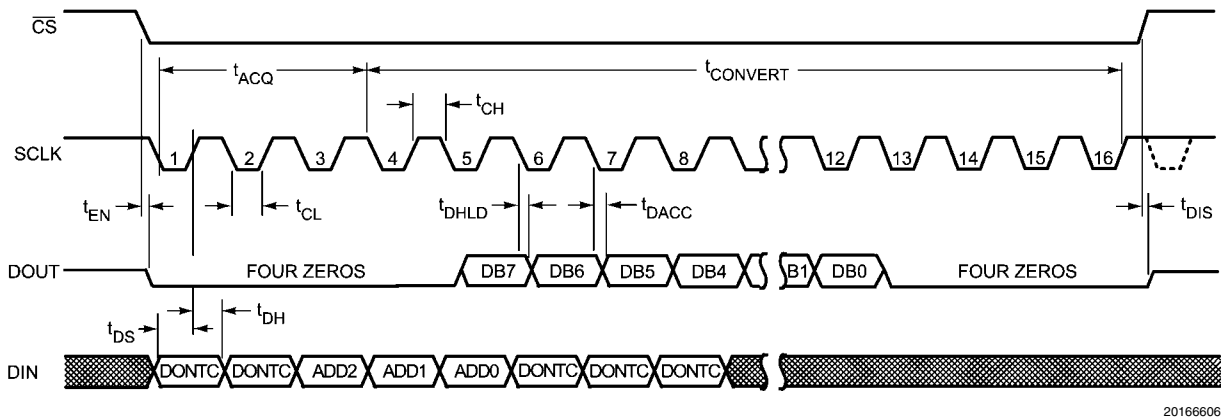 CS
tACQ
tCONVERT
tCH
SCLK
1 2 3 4 5 6 7 8 12 13 14 15 16
tEN
tCL
tDHLD
tDACC
tDIS
DOUT
FOUR ZEROS
DB7 DB6 DB5 DB4 B1 DB0
FOUR ZEROS
tDS
tDH
DIN
DONTC DONTC ADD2 ADD1 ADD0 DONTC DONTC DONTC
20166606